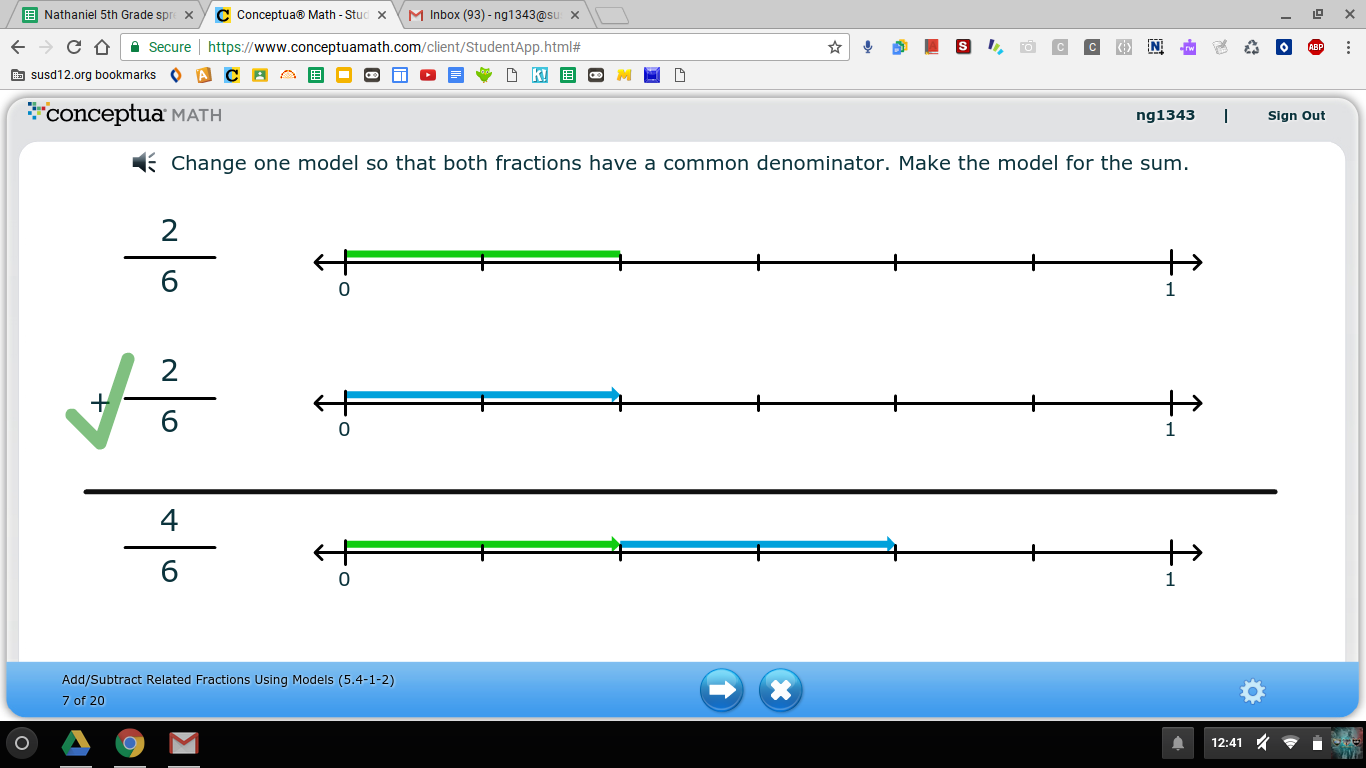 Nathaniel 5th Grade spr
Conceptua® Math - Stud
Inbox (93) - ng1343@su
Secure
https://www.conceptuamath.com/client/StudentApp.html#
susd12.org bookmarks
conceptua MATH
ng1343 | Sign Out
Change one model so that both fractions have a common denominator. Make the model for the sum.
2
6
0 1
+ 2
6
0 1
4
6
0 1
Add/Subtract Related Fractions Using Models (5.4-1-2)
7 of 20
12:41